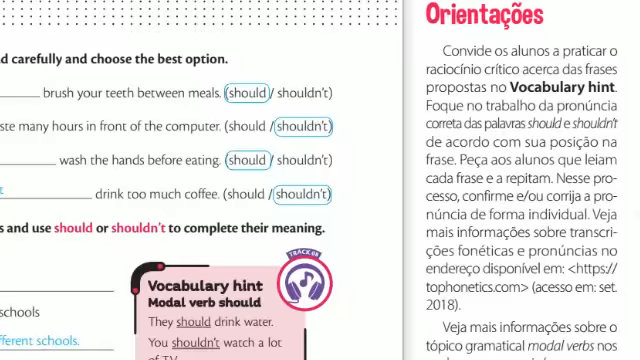 d carefully and choose the best option.
brush your teeth between meals. (should / shouldn't)
ste many hours in front of the computer. (should / shouldn't)
wash the hands before eating. (should / shouldn't)
t drink too much coffee. (should / shouldn't)
s and use should or shouldn't to complete their meaning.
schools
fferent schools.
TRACK 08
Vocabulary hint
Modal verb should
They should drink water.
You shouldn't watch a lot
of TV
Orientações
Convide os alunos a praticar o
raciocínio crítico acerca das frases
propostas no Vocabulary hint.
Foque no trabalho da pronúncia
correta das palavras should e shouldn't
de acordo com sua posição na
frase. Peça aos alunos que leiam
cada frase e a repitam. Nesse pro-
cesso, confirme e/ou corrija a pro-
núncia de forma individual. Veja
mais informações sobre transcri-
ções fonéticas e pronúncias no
endereço disponível em: <https://
tophonetics.com> (acesso em: set.
2018).
Veja mais informações sobre o
tópico gramatical modal verbs nos